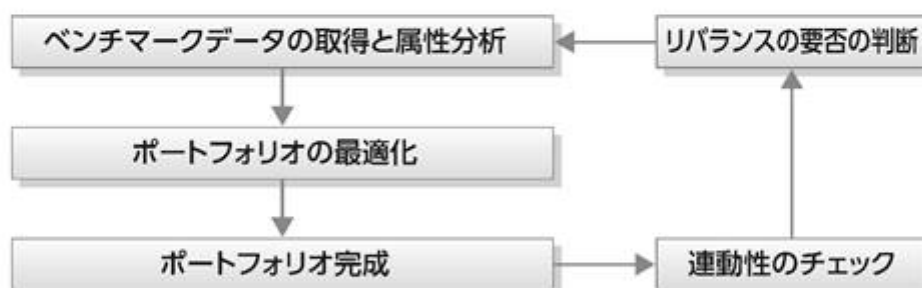 ベンチマークデータの取得と属性分析
リバランスの要否の判断
ポートフォリオの最適化
ポートフォリオ完成
連動性のチェック